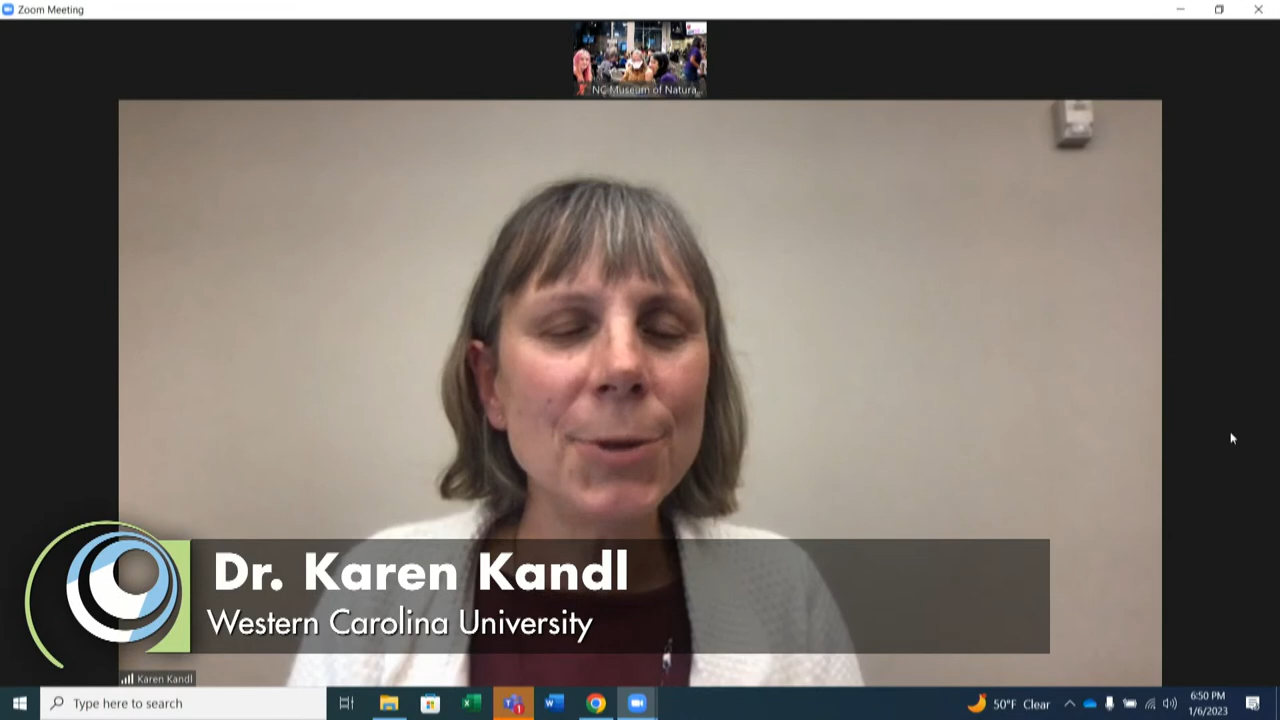 Zoom Meeting
NC Museum of Natura...
Dr. Karen Kandl
Western Carolina University
Karen Kandl
Type here to search
1
50°F Clear
6:50 PM
1/6/2023